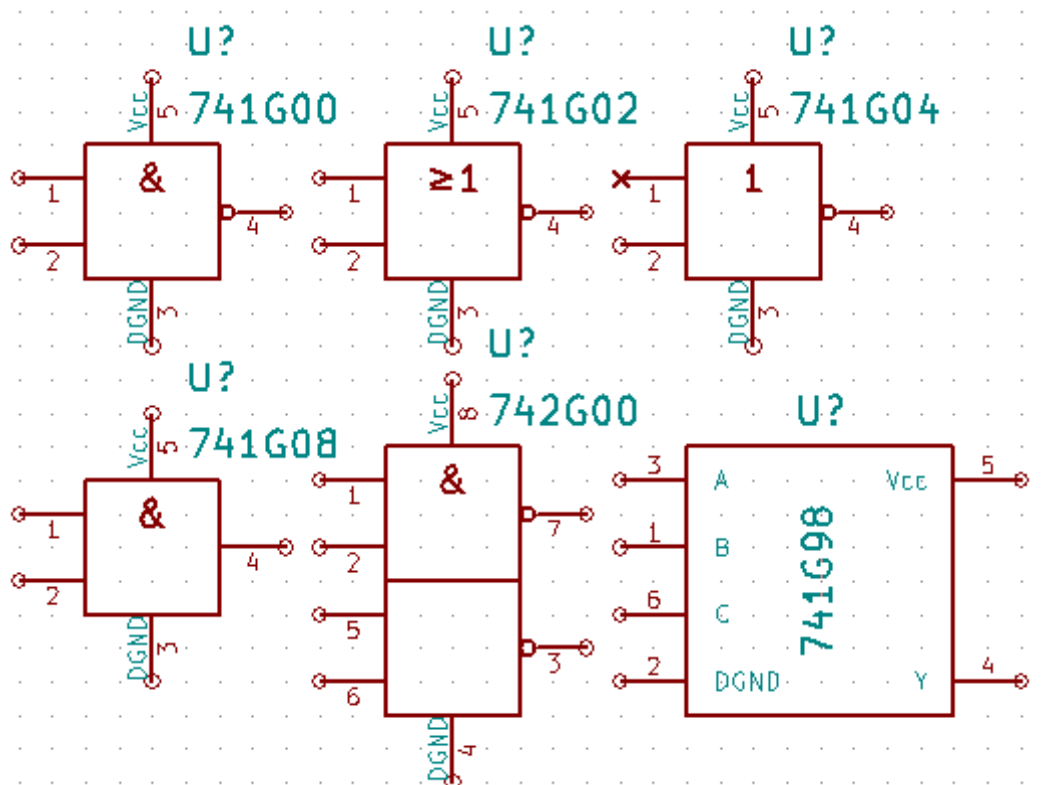 U? U? U?
741G00 741G02 741G04
Vcc 5 Vcc 5 Vcc 5
& ≥1 1
1 1 1
4 4 4
2 2 2
DGND 3 DGND 3 DGND 3
U?
U?
Vcc 8 742G00 U?
Vcc 5 741G08
& 3 A Vcc 5
& 1 7
1 4 2 1 B
2 5 6 C 741G98
DGND 3 3
6 2 DGND Y 4
DGND 4